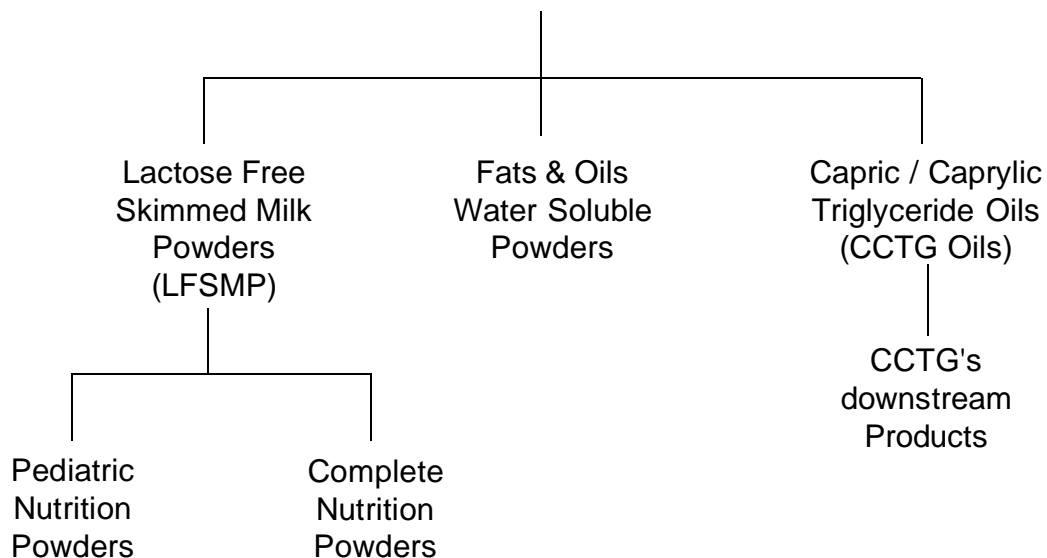 Lactose Free
Skimmed Milk
Powders
(LFSMP)
Fats & Oils
Water Soluble
Powders
Capric / Caprylic
Triglyceride Oils
(CCTG Oils)
CCTG's
downstream
Products
Pediatric
Nutrition
Powders
Complete
Nutrition
Powders